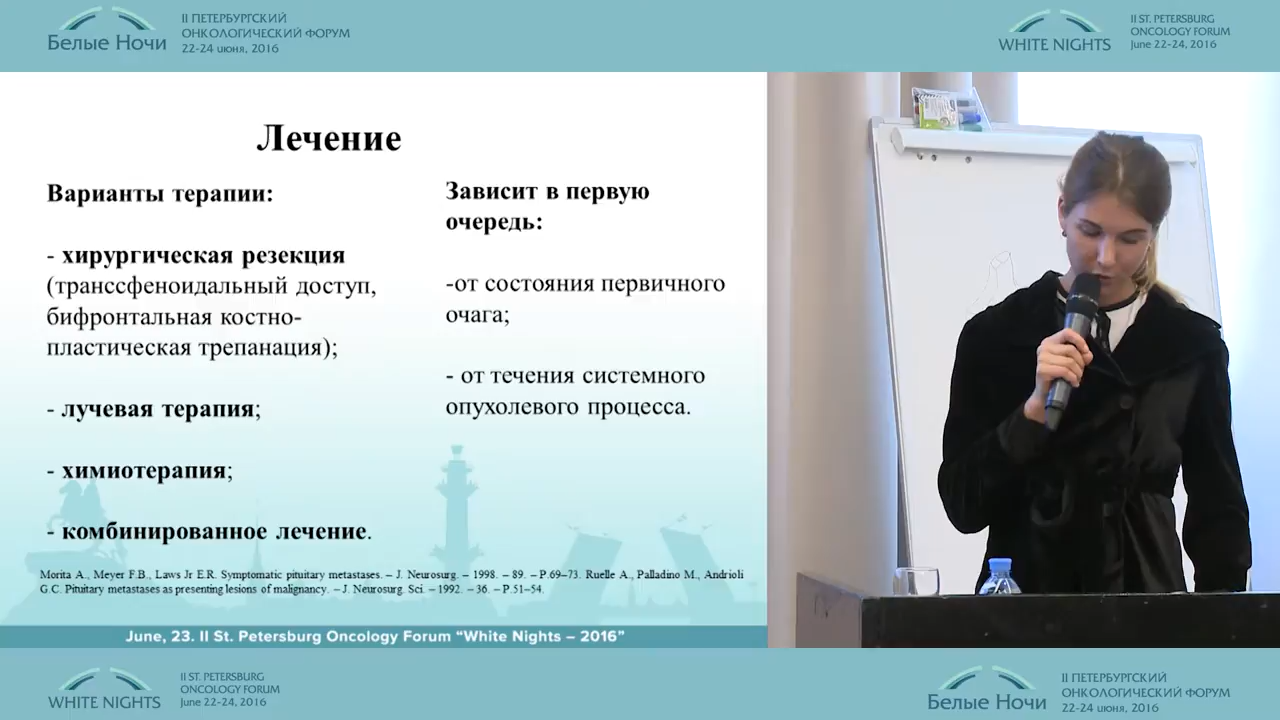 Белые Ночи
II ПЕТЕРБУРГСКИЙ
ОНКОЛОГИЧЕСКИЙ ФОРУМ
22-24 июня, 2016
WHITE NIGHTS
II ST. PETERSBURG
ONCOLOGY FORUM
June 22-24, 2016
Лечение
Варианты терапии:
- хирургическая резекция
(транссфеноидальный доступ,
бифронтальная костно-
пластическая трепанация);
- лучевая терапия;
- химиотерапия;
- комбинированное лечение.
Зависит в первую
очередь:
-от состояния первичного
очага;
- от течения системного
опухолевого процесса.
Morita A., Meyer F.B., Laws Jr E.R. Symptomatic pituitary metastases. – J. Neurosurg. – 1998. – 89. – P.69–73. Ruelle A., Palladino M., Andrioli
G.C. Pituitary metastases as presenting lesions of malignancy. – J. Neurosurg. Sci. – 1992. – 36. – P.51–54.
June, 23. II St. Petersburg Oncology Forum “White Nights – 2016”
WHITE NIGHTS
II ST. PETERSBURG
ONCOLOGY FORUM
June 22-24, 2016
Белые Ночи
II ПЕТЕРБУРГСКИЙ
ОНКОЛОГИЧЕСКИЙ ФОРУМ
22-24 июня, 2016